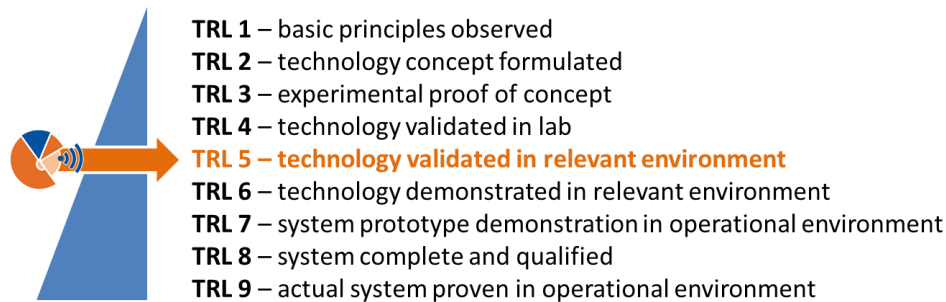 TRL 1 – basic principles observed
TRL 2 – technology concept formulated
TRL 3 – experimental proof of concept
TRL 4 – technology validated in lab
TRL 5 – technology validated in relevant environment
TRL 6 – technology demonstrated in relevant environment
TRL 7 – system prototype demonstration in operational environment
TRL 8 – system complete and qualified
TRL 9 – actual system proven in operational environment